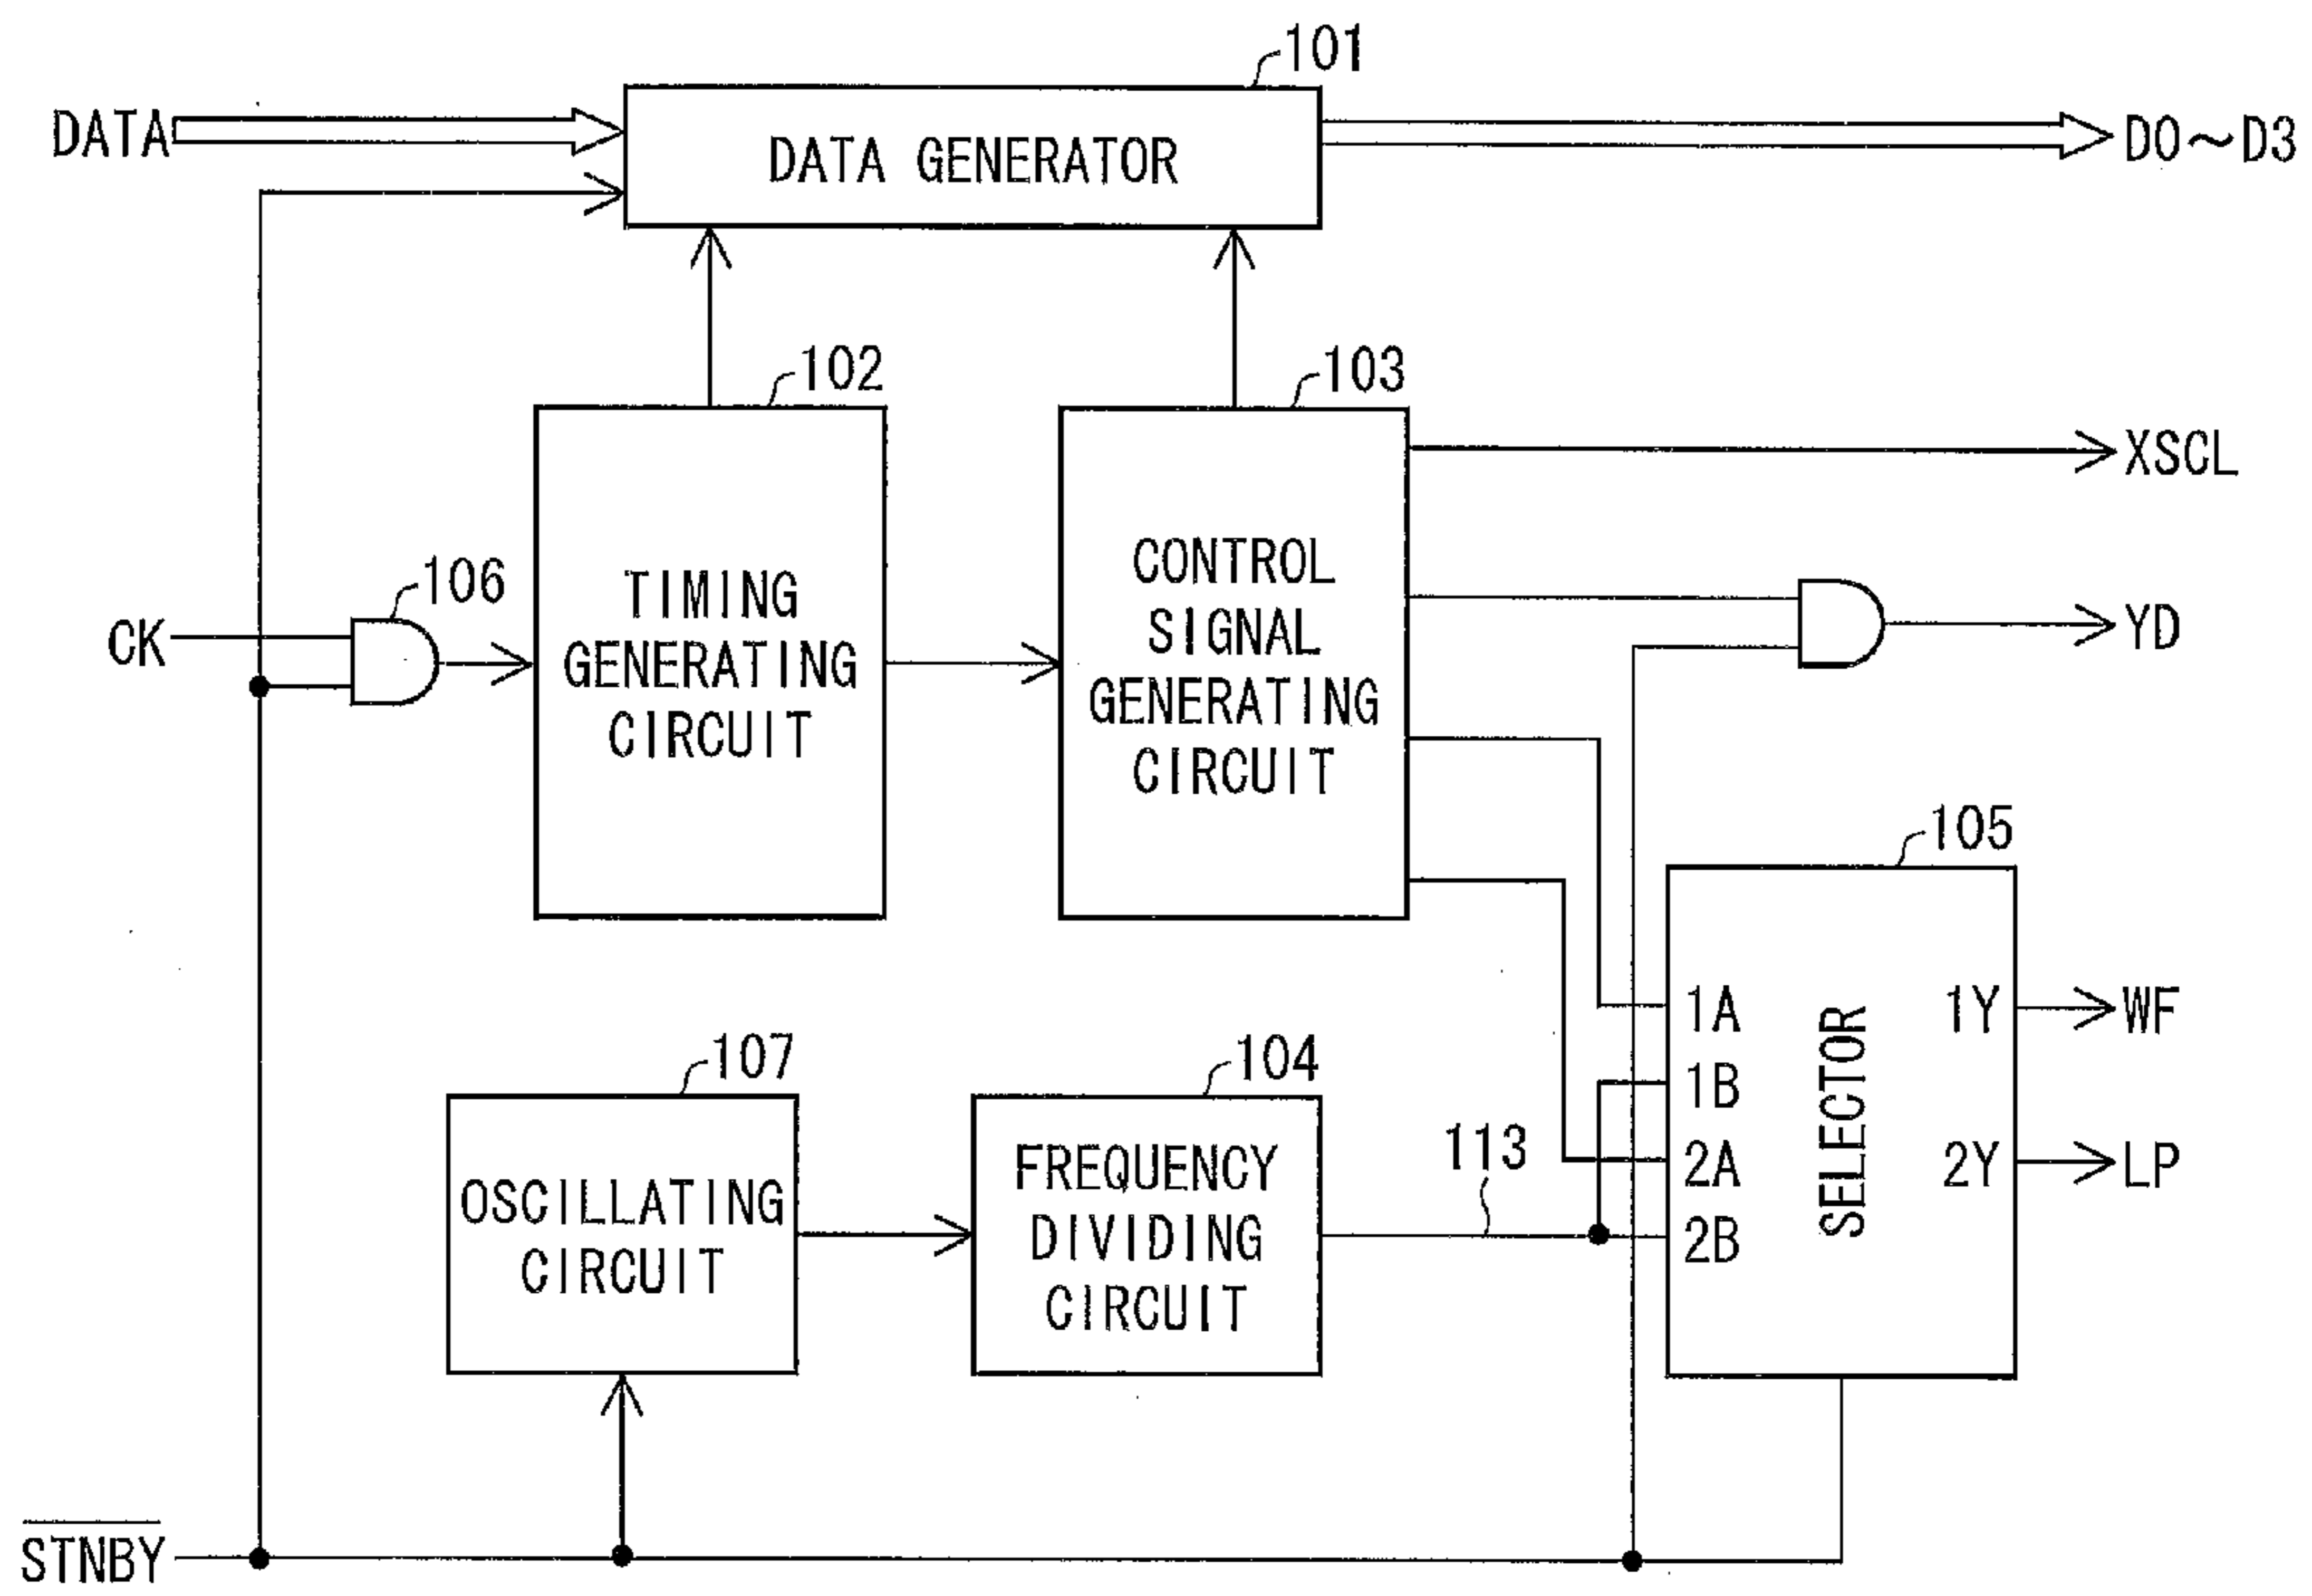 101
DATA
DATA GENERATOR
D0~D3
102
103
XSCL
106
CK
TIMING
GENERATING
CIRCUIT
CONTROL
SIGNAL
GENERATING
CIRCUIT
YD
105
1A
1B
2A
2B
SELECTOR
1Y
2Y
WF
LP
107
OSCILLATING
CIRCUIT
104
FREQUENCY
DIVIDING
CIRCUIT
113
STNBY